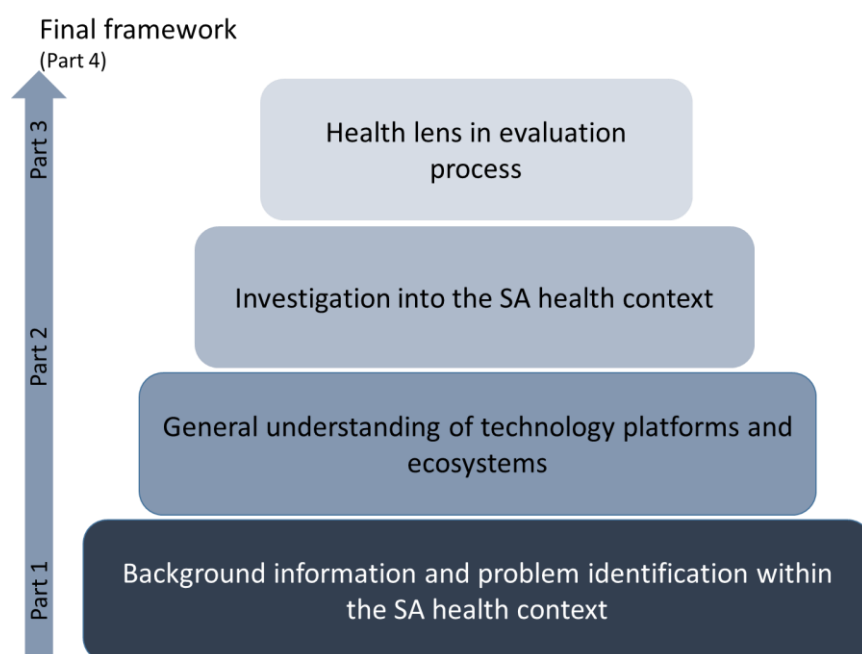 Final framework
(Part 4)
Part 3
Health lens in evaluation
process
Investigation into the SA health context
Part 2
General understanding of technology platforms and
ecosystems
Part 1
Background information and problem identification within
the SA health context